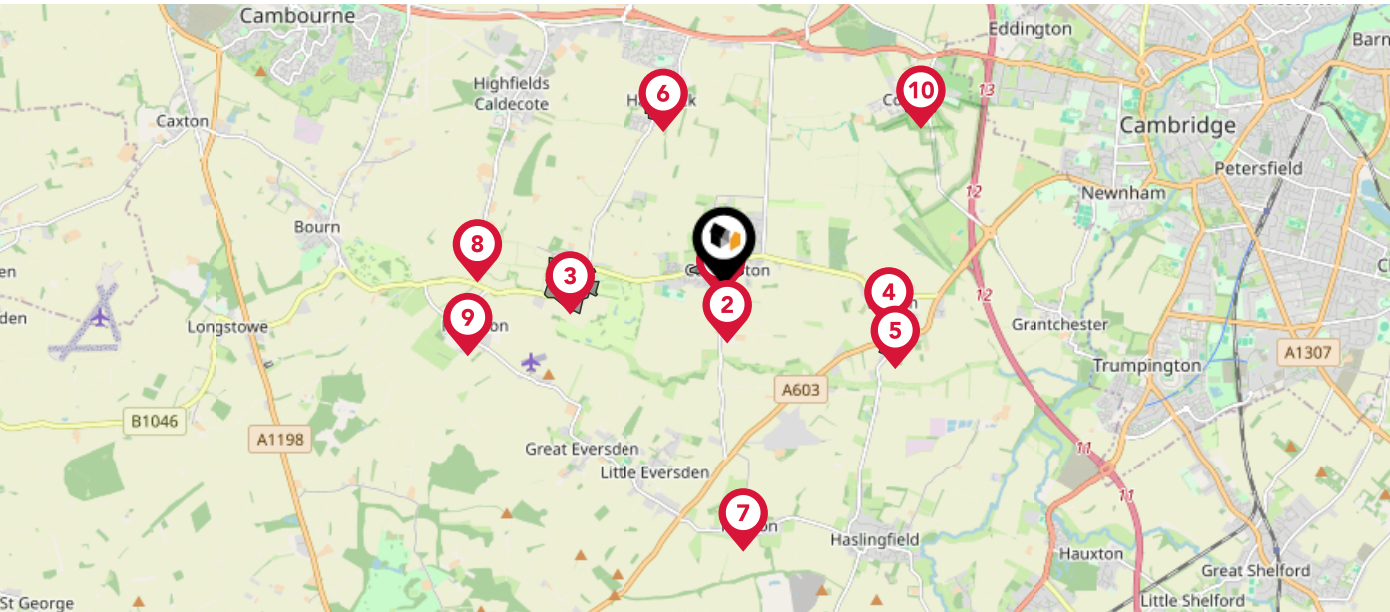 Cambourne
Eddington
Barn
Highfields
Caldecote
6
10
13
Caxton
Cambridge
Petersfield
12
Newnham
Bourn
8
3
2
4
12
5
9
Longstowe
Grantchester
A1307
Trumpington
A603
B1046
A1198
Great Eversden
Little Eversden
11
11
7
Haslingfield
Hauxton
Great Shelford
Little Shelford
St George